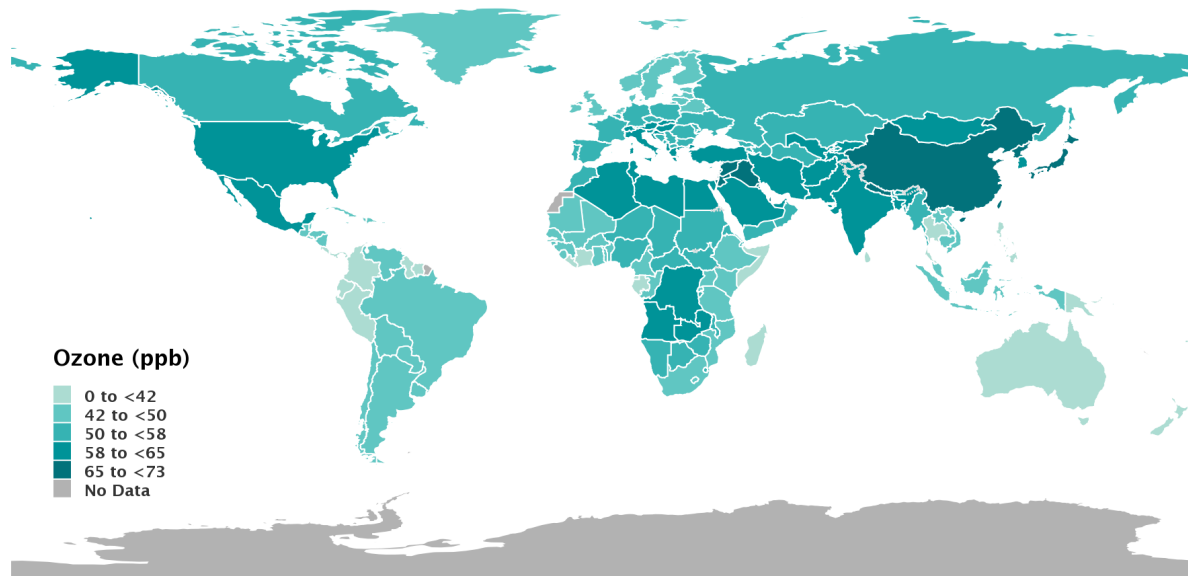 Ozone (ppb)
0 to <42
42 to <50
50 to <58
58 to <65
65 to <73
No Data